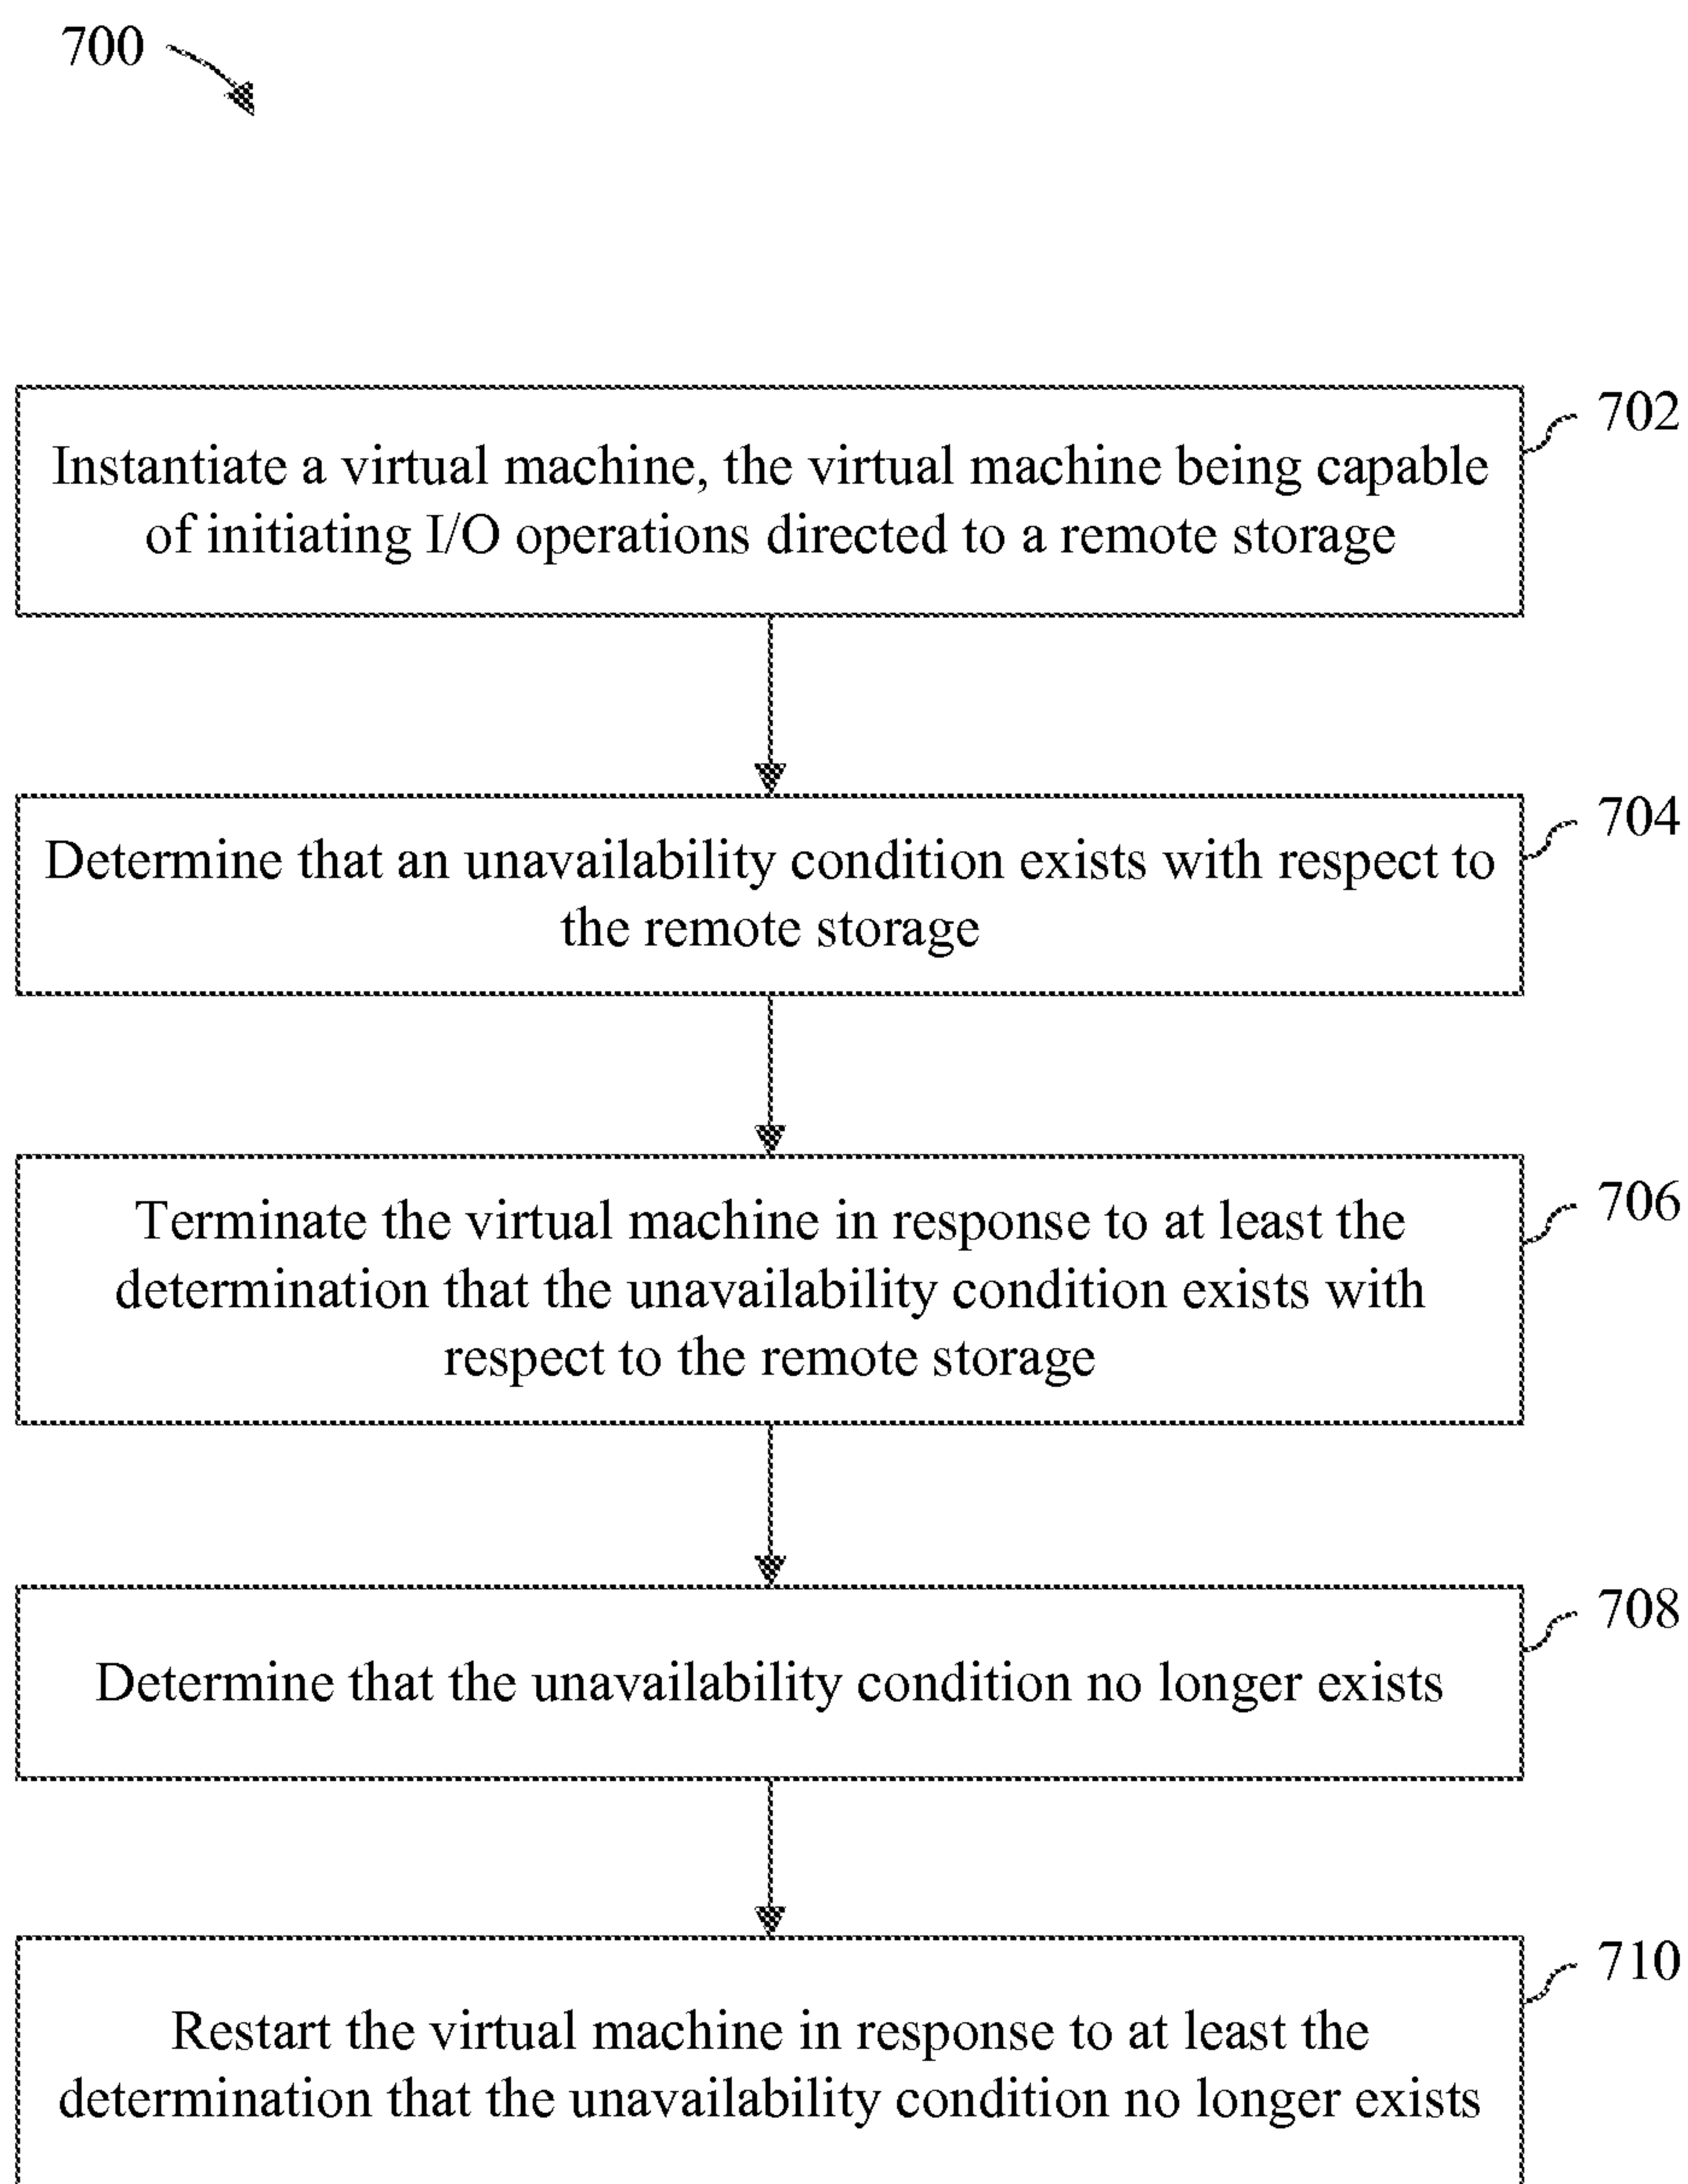 700
702
Instantiate a virtual machine, the virtual machine being capable
of initiating I/O operations directed to a remote storage
704
Determine that an unavailability condition exists with respect to
the remote storage
706
Terminate the virtual machine in response to at least the
determination that the unavailability condition exists with
respect to the remote storage
708
Determine that the unavailability condition no longer exists
710
Restart the virtual machine in response to at least the
determination that the unavailability condition no longer exists